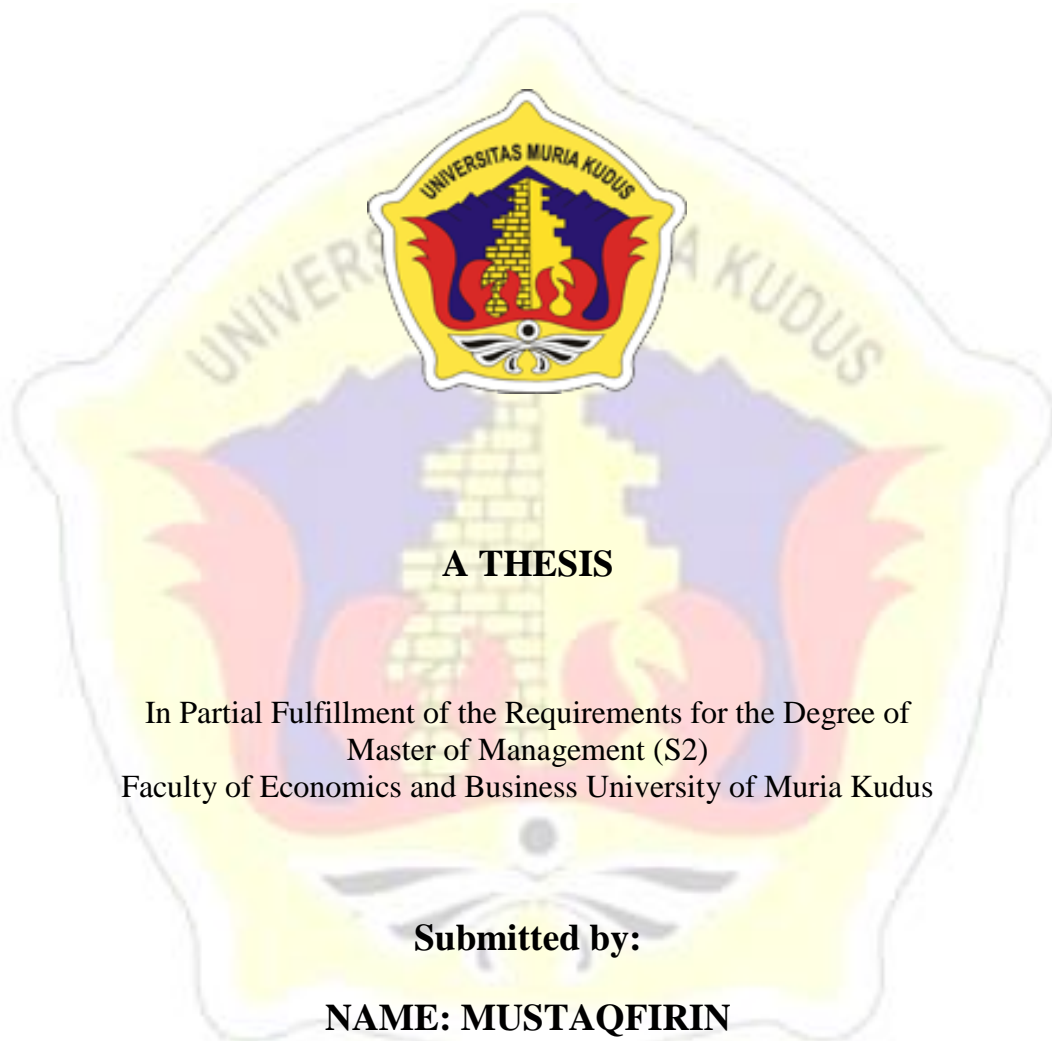 UNIVERSITAS MURIA KUDUS
A THESIS
In Partial Fulfillment of the Requirements for the Degree of
Master of Management (S2)
Faculty of Economics and Business University of Muria Kudus
Submitted by:
NAME: MUSTAQFIRIN